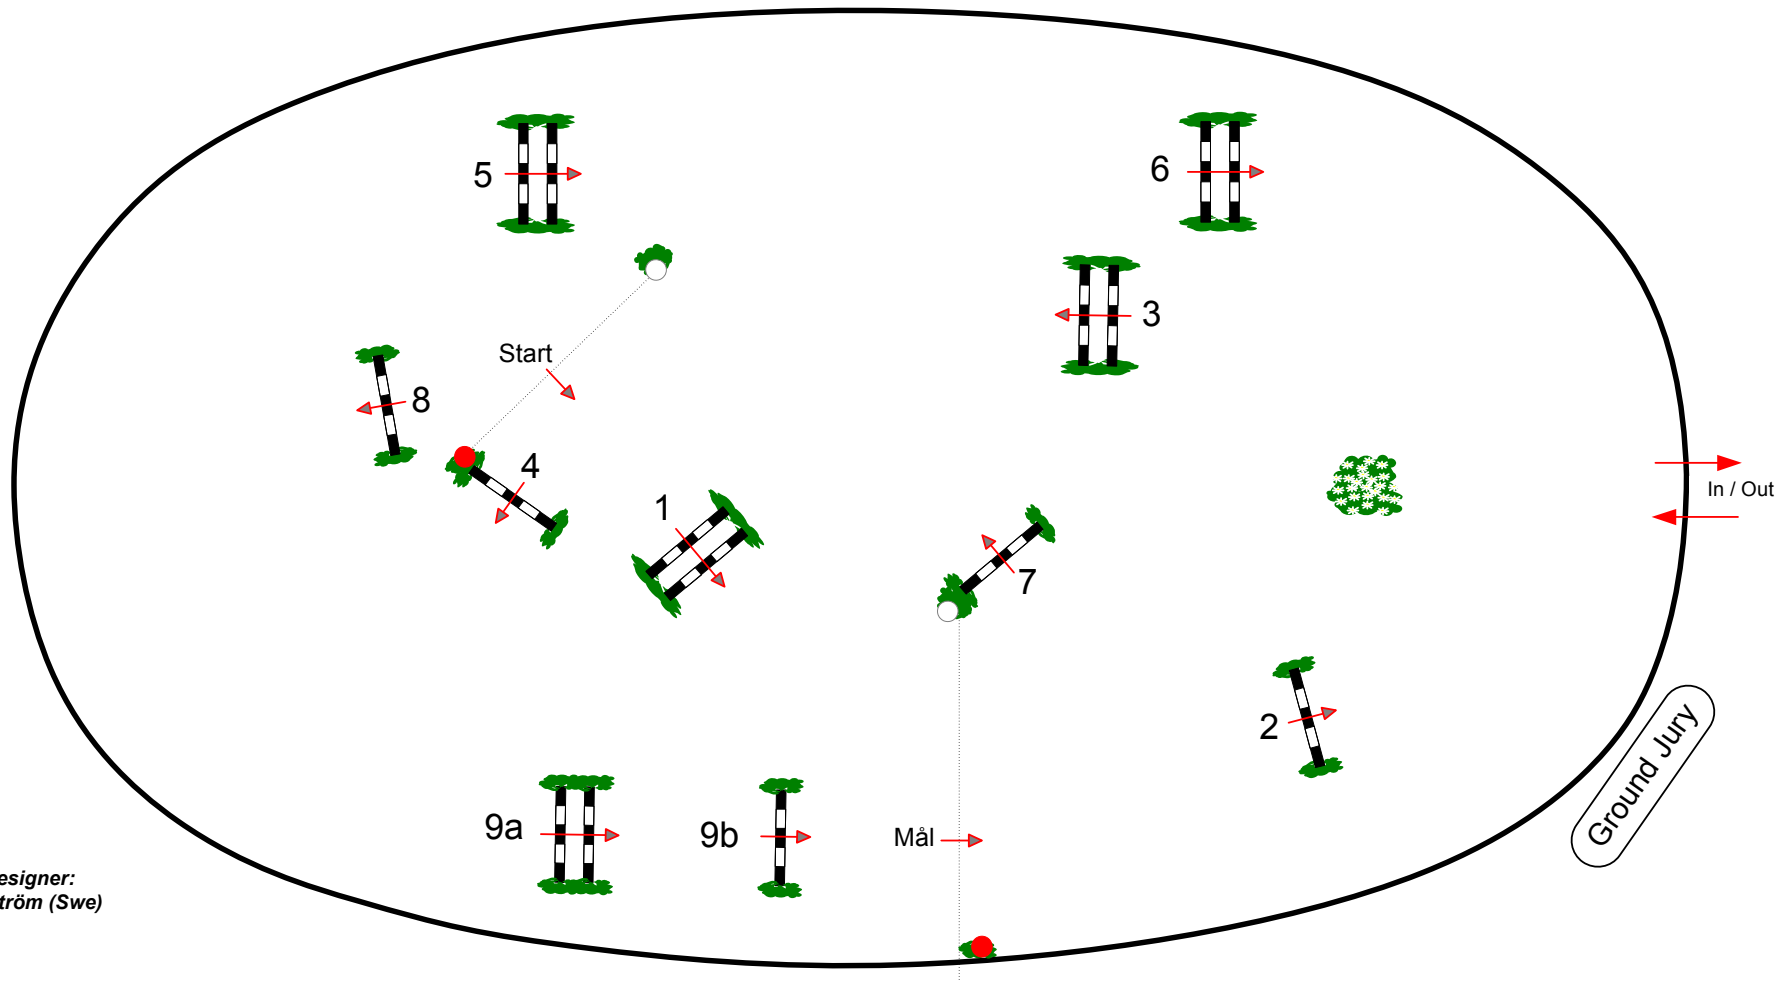 5
6
3
Start
8
4
1
In / Out
7
2
Ground Jury
9a
9b
Mål
esigner:
tröm (Swe)